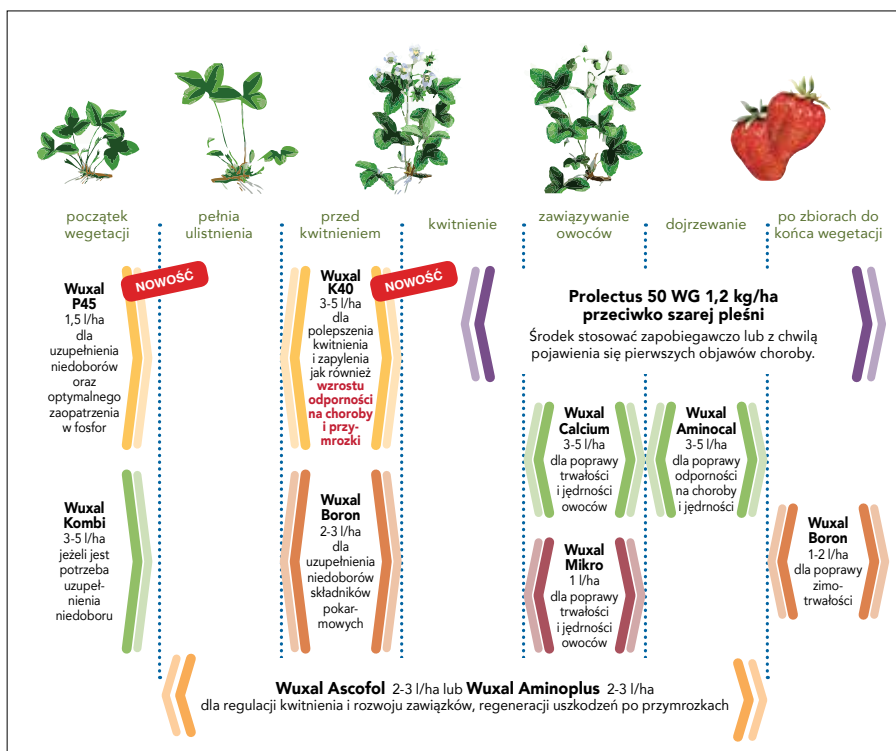 początek
wegetacji
pełnia
ulistnienia
przed
kwitnieniem
kwitnienie
zawiązywanie
owoców
dojrzewanie
po zbiorach do
końca wegetacji
Wuxal
P45
1,5 l/ha
dla
uzupełnienia
niedoborów
oraz
optymalnego
zaopatrzenia
w fosfor
NOWOŚĆ
Wuxal
K40
3-5 l/ha
dla
polepszenia
kwitnienia
i zapylenia
jak również
wzrostu
odporności
na choroby
i przy-
mrozki
NOWOŚĆ
Prolectus 50 WG 1,2 kg/ha
przeciwko szarej pleśni
Środek stosować zapobiegawczo lub z chwilą
pojawienia się pierwszych objawów choroby.
Wuxal
Calcium
3-5 l/ha
dla poprawy
trwałości
i jędrności
owoców
Wuxal
Aminocal
3-5 l/ha
dla poprawy
odporności
na choroby
i jędrności
Wuxal
Kombi
3-5 l/ha
jeżeli jest
potrzeba
uzupeł-
nienia
niedoboru
Wuxal
Boron
2-3 l/ha
dla
uzupełnienia
niedoborów
składników
pokar-
mowych
Wuxal
Mikro
1 l/ha
dla poprawy
trwałości
i jędrności
owoców
Wuxal
Boron
1-2 l/ha
dla poprawy
zimo-
trwałości
Wuxal Ascofol 2-3 l/ha lub Wuxal Aminoplus 2-3 l/ha
dla regulacji kwitnienia i rozwoju zawiązków, regeneracji uszkodzeń po przymrozkach